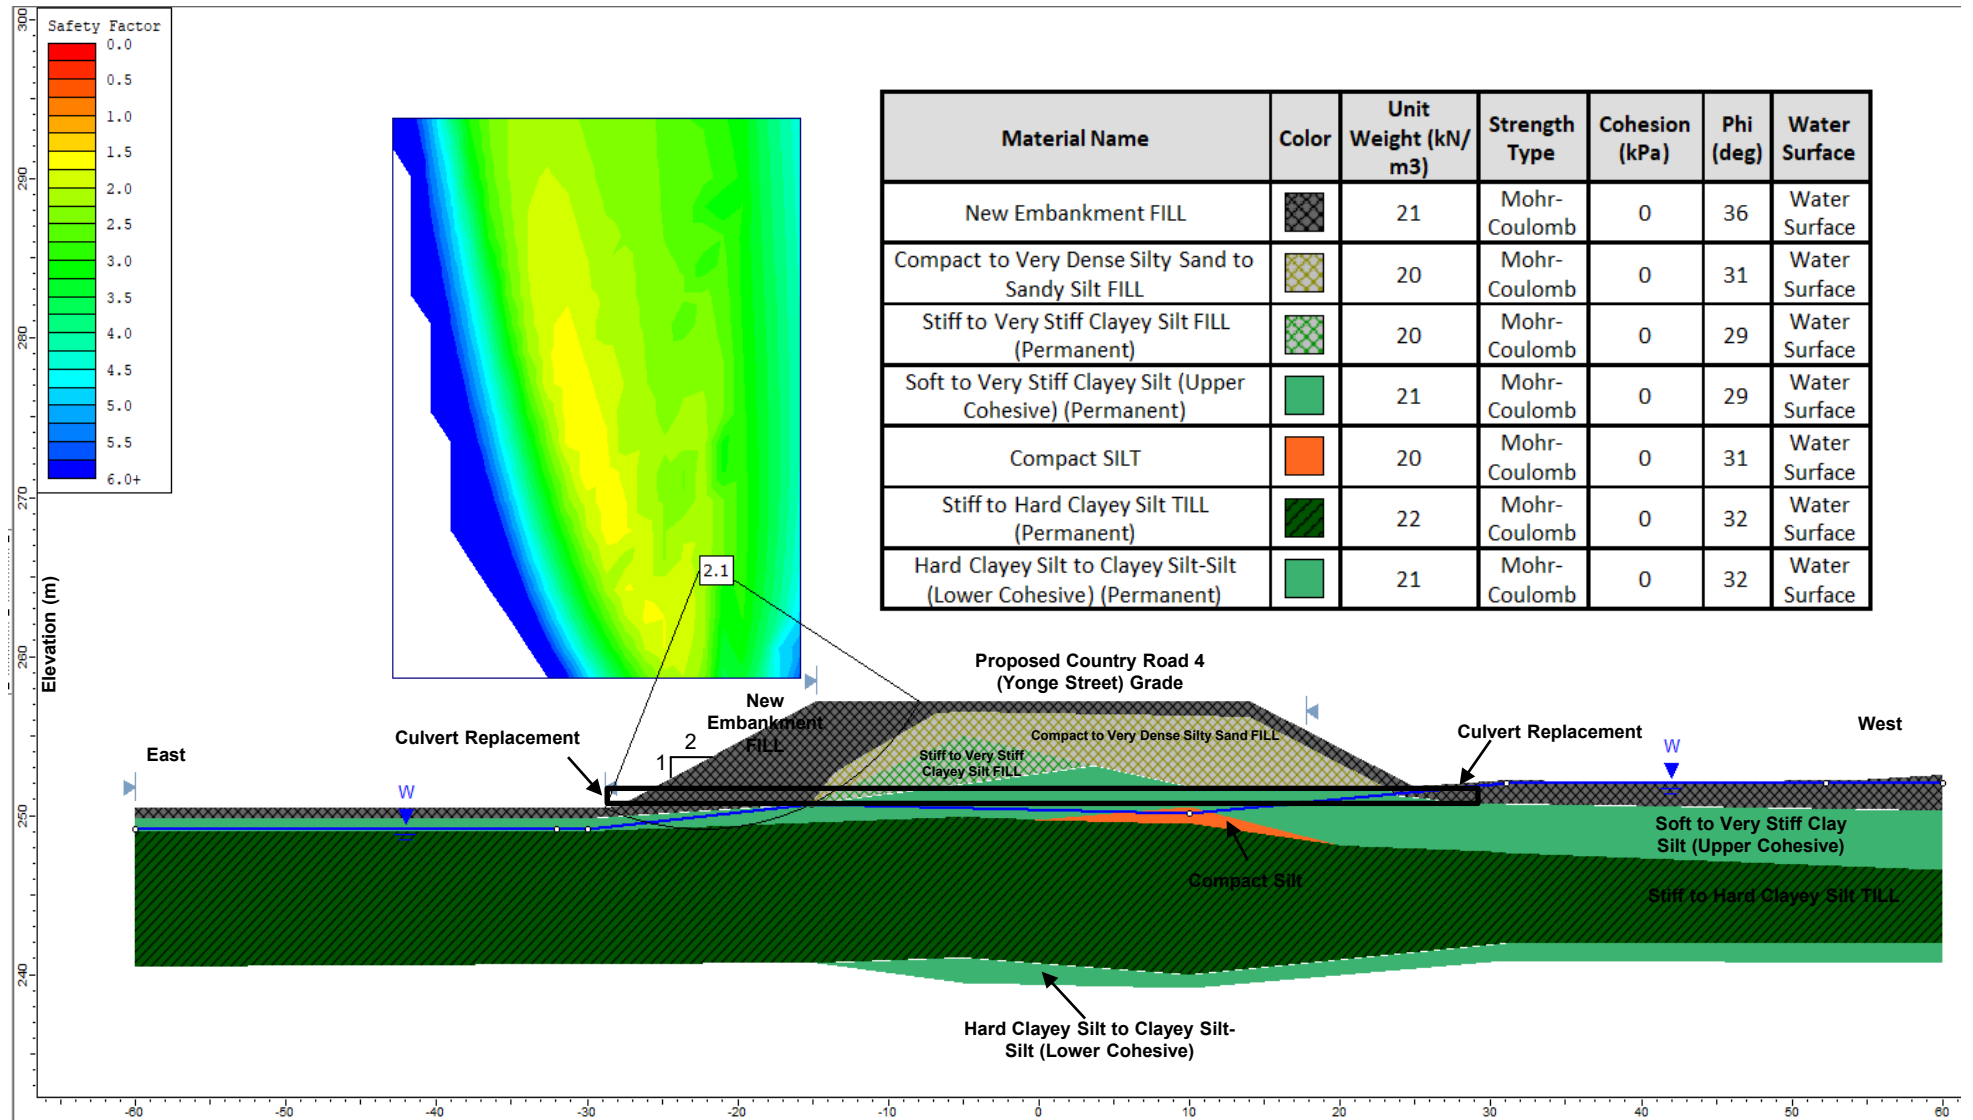 Safety Factor
0.0
0.5
1.0
1.5
2.0
2.5
3.0
3.5
4.0
4.5
5.0
5.5
6.0+
Material Name Color Unit Weight (kN/ m3) Strength Type Cohesion (kPa) Phi (deg) Water Surface
New Embankment FILL 21 Mohr-Coulomb 0 36 Water Surface
Compact to Very Dense Silty Sand to Sandy Silt FILL 20 Mohr-Coulomb 0 31 Water Surface
Stiff to Very Stiff Clayey Silt FILL (Permanent) 20 Mohr-Coulomb 0 29 Water Surface
Soft to Very Stiff Clayey Silt (Upper Cohesive) (Permanent) 21 Mohr-Coulomb 0 29 Water Surface
Compact SILT 20 Mohr-Coulomb 0 31 Water Surface
Stiff to Hard Clayey Silt TILL (Permanent) 22 Mohr-Coulomb 0 32 Water Surface
Hard Clayey Silt to Clayey Silt-Silt (Lower Cohesive) (Permanent) 21 Mohr-Coulomb 0 32 Water Surface
300
290
280
270
260
250
240
Elevation (m)
2.1
Proposed Country Road 4
(Yonge Street) Grade
New
Embankment
FILL
Culvert Replacement
2
1
East
Compact to Very Dense Silty Sand FILL
Stiff to Very Stiff
Clayey Silt FILL
Culvert Replacement
West
W
W
Soft to Very Stiff Clay
Silt (Upper Cohesive)
Compact Silt
Stiff to Hard Clayey Silt TILL
Hard Clayey Silt to Clayey Silt-
Silt (Lower Cohesive)
-60 -50 -40 -30 -20 -10 0 10 20 30 40 50 60